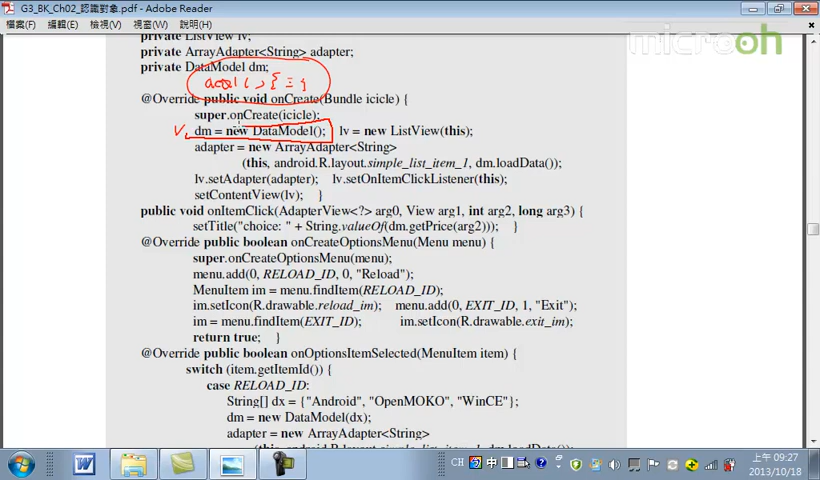 G3_BK_Ch02_認識對象.pdf - Adobe Reader
檔案(F) 編輯(E) 檢視(V) 視窗(W) 說明(H)
microoh
private ListView lv;
private ArrayAdapter<String> adapter;
private DataModel dm;
@Override public void onCreate(Bundle icicle) {
super.onCreate(icicle);
dm = new DataModel(); lv = new ListView(this);
adapter = new ArrayAdapter<String>
(this, android.R.layout.simple_list_item_1, dm.loadData());
lv.setAdapter(adapter); lv.setOnItemClickListener(this);
setContentView(lv); }
public void onItemClick(AdapterView<?> arg0, View arg1, int arg2, long arg3) {
setTitle("choice: " + String.valueOf(dm.getPrice(arg2))); }
@Override public boolean onCreateOptionsMenu(Menu menu) {
super.onCreateOptionsMenu(menu);
menu.add(0, RELOAD_ID, 0, "Reload");
MenuItem im = menu.findItem(RELOAD_ID);
im.setIcon(R.drawable.reload_im); menu.add(0, EXIT_ID, 1, "Exit");
im = menu.findItem(EXIT_ID); im.setIcon(R.drawable.exit_im);
return true; }
@Override public boolean onOptionsItemSelected(MenuItem item) {
switch (item.getItemId()) {
case RELOAD_ID:
String[] dx = {"Android", "OpenMOKO", "WinCE"};
dm = new DataModel(dx);
adapter = new ArrayAdapter<String>
(this, android.R.layout.simple_list_item_1, dm.loadData());
CH 中 上午 09:27
2013/10/18